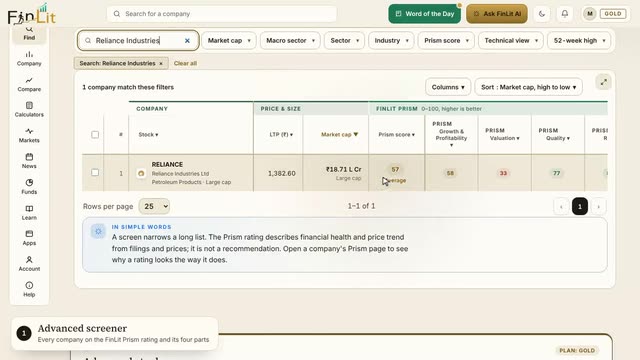 FinLit
Search for a company
Word of the Day
Ask FinLit AI
M
GOLD
Find
Company
Compare
Calculators
Markets
News
Funds
Learn
Apps
Account
Help
Reliance Industries
Market cap
Macro sector
Sector
Industry
Prism score
Technical view
52-week high
Search: Reliance Industries ×
Clear all
1 company match these filters
Columns
Sort : Market cap, high to low
COMPANY
PRICE & SIZE
FINLIT PRISM 0–100, higher is better
#
Stock
LTP (₹)
Market cap
Prism score
PRISM
Growth &
Profitability
PRISM
Valuation
PRISM
Quality
1
RELIANCE
Reliance Industries Ltd
Petroleum Products · Large cap
1,382.60
₹18.71 L Cr
Large cap
57
58
33
77
Rows per page
25
1–1 of 1
1
IN SIMPLE WORDS
A screen narrows a long list. The Prism rating describes financial health and price trend
from filings and prices; it is not a recommendation. Open a company's Prism page to see
why a rating looks the way it does.
1
Advanced screener
Every company on the FinLit Prism rating and its four parts
PLAN: GOLD